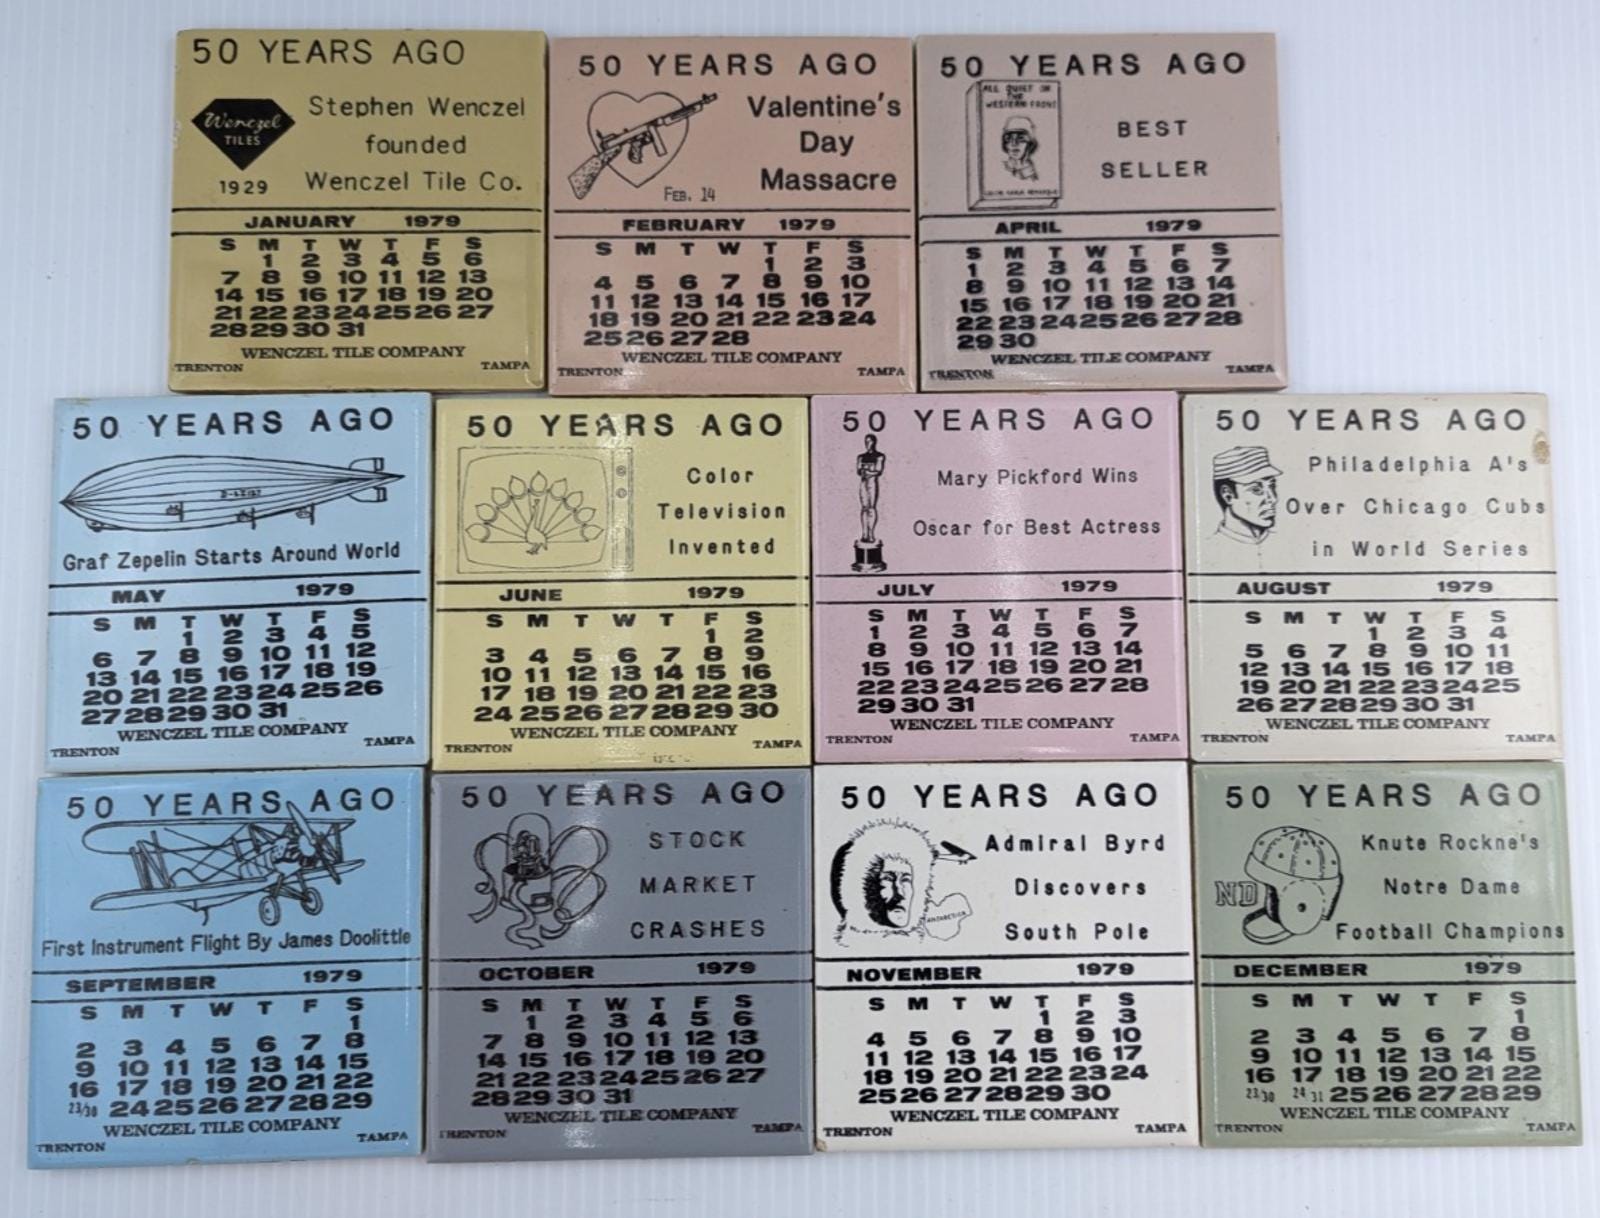 50 YEARS AGO
Wenczel
TILES
1929
Stephen Wenczel
founded
Wenczel Tile Co.
JANUARY 1979
S M T W T F S
1 2 3 4 5 6
7 8 9 10 11 12 13
14 15 16 17 18 19 20
21 22 23 24 25 26 27
28 29 30 31
WENCZEL TILE COMPANY
TRENTON TAMPA
50 YEARS AGO
Valentine's
Day
Massacre
FEB. 14
FEBRUARY 1979
S M T W T F S
1 2 3
4 5 6 7 8 9 10
11 12 13 14 15 16 17
18 19 20 21 22 23 24
25 26 27 28
WENCZEL TILE COMPANY
TRENTON TAMPA
50 YEARS AGO
ALL QUIET ON
THE
WESTERN FRONT
BEST
SELLER
APRIL 1979
S M T W T F S
1 2 3 4 5 6 7
8 9 10 11 12 13 14
15 16 17 18 19 20 21
22 23 24 25 26 27 28
29 30
WENCZEL TILE COMPANY
TRENTON TAMPA
50 YEARS AGO
Graf Zepelin Starts Around World
MAY 1979
S M T W T F S
1 2 3 4 5
6 7 8 9 10 11 12
13 14 15 16 17 18 19
20 21 22 23 24 25 26
27 28 29 30 31
WENCZEL TILE COMPANY
TRENTON TAMPA
50 YEARS AGO
Color
Television
Invented
JUNE 1979
S M T W T F S
1 2
3 4 5 6 7 8 9
10 11 12 13 14 15 16
17 18 19 20 21 22 23
24 25 26 27 28 29 30
WENCZEL TILE COMPANY
TRENTON TAMPA
50 YEARS AGO
Mary Pickford Wins
Oscar for Best Actress
JULY 1979
S M T W T F S
1 2 3 4 5 6 7
8 9 10 11 12 13 14
15 16 17 18 19 20 21
22 23 24 25 26 27 28
29 30 31
WENCZEL TILE COMPANY
TRENTON TAMPA
50 YEARS AGO
Philadelphia A's
Over Chicago Cubs
in World Series
AUGUST 1979
S M T W T F S
1 2 3 4
5 6 7 8 9 10 11
12 13 14 15 16 17 18
19 20 21 22 23 24 25
26 27 28 29 30 31
WENCZEL TILE COMPANY
TRENTON TAMPA
50 YEARS AGO
First Instrument Flight By James Doolittle
SEPTEMBER 1979
S M T W T F S
1
2 3 4 5 6 7 8
9 10 11 12 13 14 15
16 17 18 19 20 21 22
23/30 24 25 26 27 28 29
WENCZEL TILE COMPANY
TRENTON TAMPA
50 YEARS AGO
STOCK
MARKET
CRASHES
OCTOBER 1979
S M T W T F S
1 2 3 4 5 6
7 8 9 10 11 12 13
14 15 16 17 18 19 20
21 22 23 24 25 26 27
28 29 30 31
WENCZEL TILE COMPANY
TRENTON TAMPA
50 YEARS AGO
Admiral Byrd
Discovers
South Pole
ANTARCTICA
NOVEMBER 1979
S M T W T F S
1 2 3
4 5 6 7 8 9 10
11 12 13 14 15 16 17
18 19 20 21 22 23 24
25 26 27 28 29 30
WENCZEL TILE COMPANY
TRENTON TAMPA
50 YEARS AGO
ND
Knute Rockne's
Notre Dame
Football Champions
DECEMBER 1979
S M T W T F S
1
2 3 4 5 6 7 8
9 10 11 12 13 14 15
16 17 18 19 20 21 22
23/30 24 31 25 26 27 28 29
WENCZEL TILE COMPANY
TRENTON TAMPA